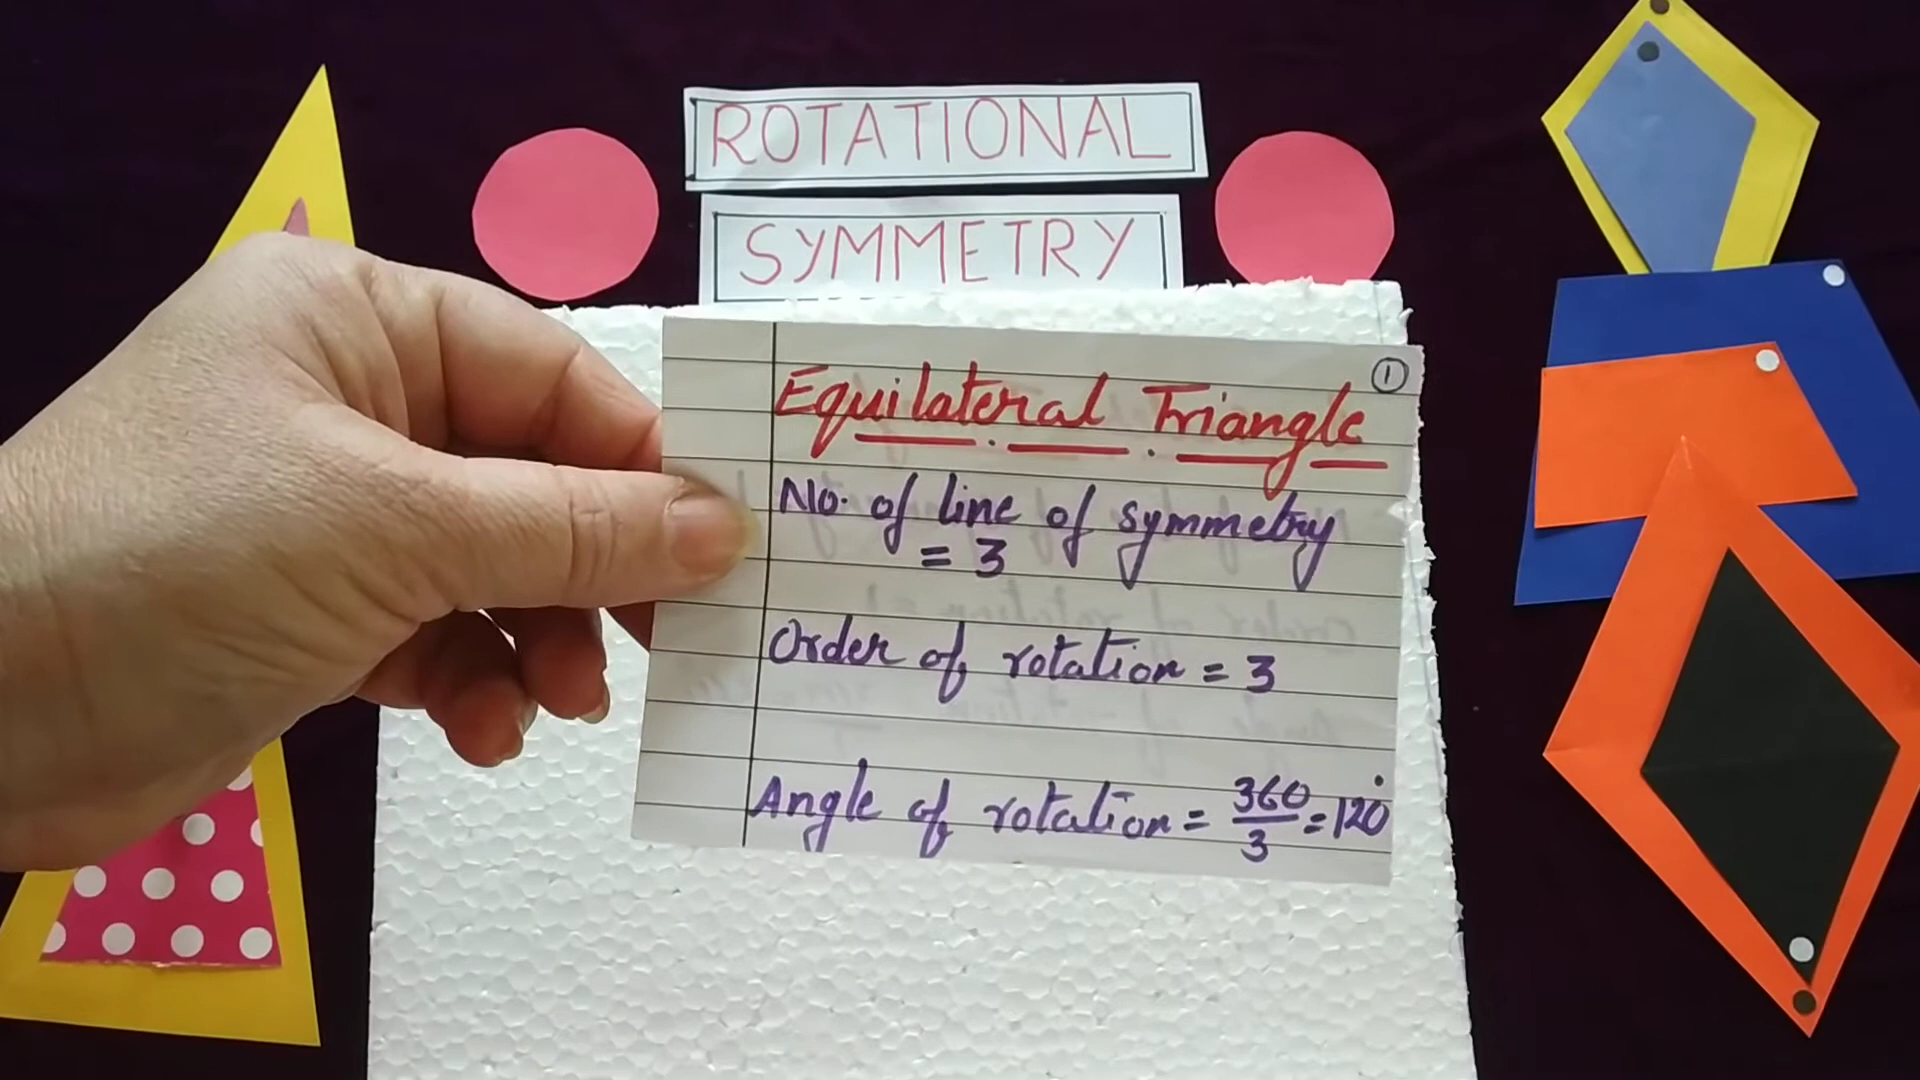 ROTATIONAL
SYMMETRY
1
Equilateral Triangle
No. of line of symmetry
= 3
Order of rotation = 3
Angle of rotation = 360/3 = 120°